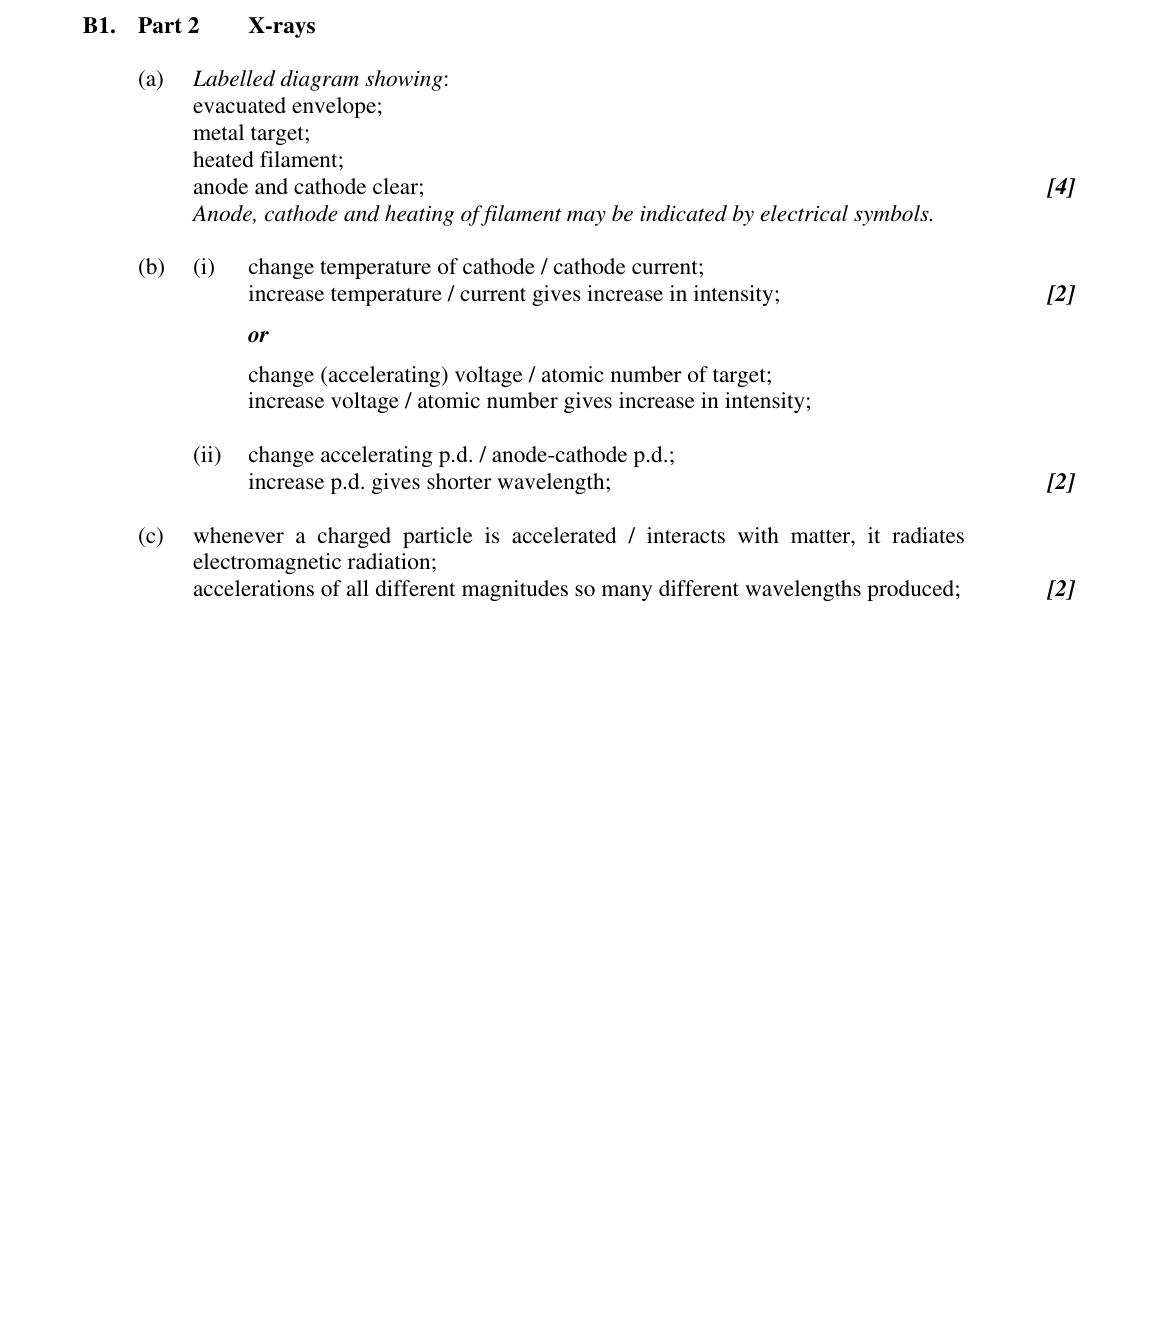 B1. Part 2 X-rays
(a) Labelled diagram showing:
evacuated envelope;
metal target;
heated filament;
anode and cathode clear; [4]
Anode, cathode and heating of filament may be indicated by electrical symbols.
(b) (i) change temperature of cathode / cathode current;
increase temperature / current gives increase in intensity; [2]
or
change (accelerating) voltage / atomic number of target;
increase voltage / atomic number gives increase in intensity;
(ii) change accelerating p.d. / anode-cathode p.d.;
increase p.d. gives shorter wavelength; [2]
(c) whenever a charged particle is accelerated / interacts with matter, it radiates
electromagnetic radiation;
accelerations of all different magnitudes so many different wavelengths produced; [2]